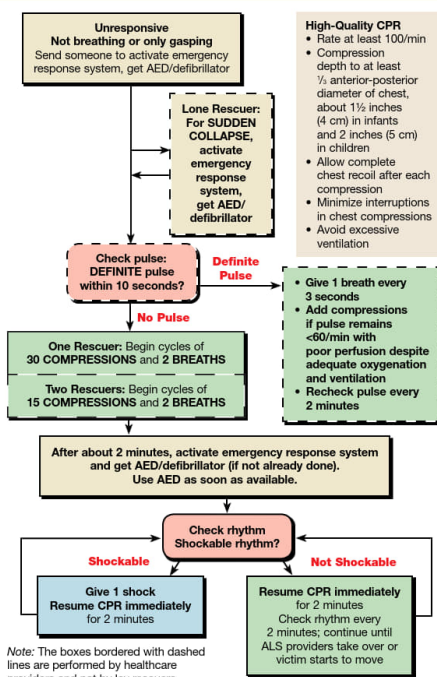 Unresponsive
Not breathing or only gasping
Send someone to activate emergency
response system, get AED/defibrillator
High-Quality CPR
• Rate at least 100/min
• Compression
depth to at least
⅓ anterior-posterior
diameter of chest,
about 1½ inches
(4 cm) in infants
and 2 inches (5 cm)
in children
• Allow complete
chest recoil after each
compression
• Minimize interruptions
in chest compressions
• Avoid excessive
ventilation
Lone Rescuer:
For SUDDEN
COLLAPSE,
activate
emergency
response
system,
get AED/
defibrillator
Check pulse:
DEFINITE pulse
within 10 seconds?
Definite
Pulse
• Give 1 breath every
3 seconds
• Add compressions
if pulse remains
<60/min with
poor perfusion despite
adequate oxygenation
and ventilation
• Recheck pulse every
2 minutes
No Pulse
One Rescuer: Begin cycles of
30 COMPRESSIONS and 2 BREATHS
Two Rescuers: Begin cycles of
15 COMPRESSIONS and 2 BREATHS
After about 2 minutes, activate emergency response system
and get AED/defibrillator (if not already done).
Use AED as soon as available.
Check rhythm
Shockable rhythm?
Shockable
Not Shockable
Give 1 shock
Resume CPR immediately
for 2 minutes
Resume CPR immediately
for 2 minutes
Check rhythm every
2 minutes; continue until
ALS providers take over or
victim starts to move
Note: The boxes bordered with dashed
lines are performed by healthcare